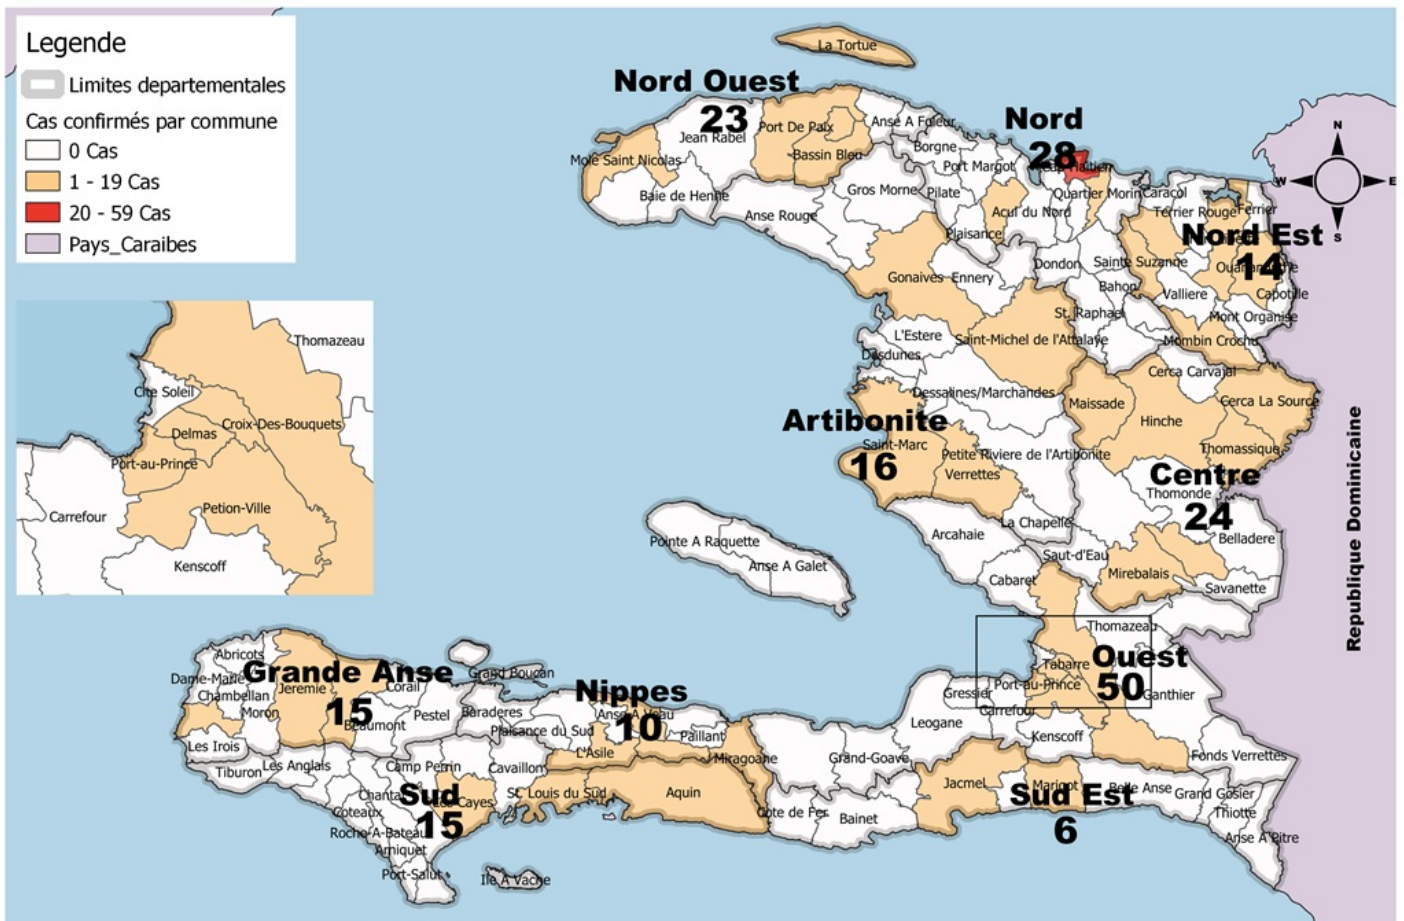 Legende
Limites departementales
Cas confirmés par commune
0 Cas
1 - 19 Cas
20 - 59 Cas
Pays_Caraibes
La Tortue
Nord Ouest
23
Jean Rabel
Port De Paix
Anse A Foleur
Nord
28
N
W
E
S
Mole Saint Nicolas
Bassin Bleu
Borgne
Port Margot
Baie de Henne
Anse Rouge
Gros Morne
Pilate
Quartier Morin
Caracol
Acul du Nord
Terrier Rouge
Ferrier
Plaisance
Nord Est
14
Gonaives
Ennery
Dondon
Sainte Suzanne
Bahon
Valliere
Capotille
St. Raphael
Mont Organise
L'Estere
Saint-Michel de l'Attalaye
Mombin Crochu
Desdunes
Cerca Carvajal
Dessalines/Marchandes
Maissade
Cerca La Source
Hinche
Artibonite
16
Saint-Marc
Petite Riviere de l'Artibonite
Verrettes
Thomassique
Centre
24
Thomonde
La Chapelle
Arcahaie
Belladere
Saut-d'Eau
Cabaret
Mirebalais
Savanette
Pointe A Raquette
Anse A Galet
Republique Dominicaine
Thomazeau
Cite Soleil
Delmas
Croix-Des-Bouquets
Port-au-Prince
Petion-Ville
Carrefour
Kenscoff
Thomazeau
Tabarre
Ouest
50
Port-au-Prince
Ganthier
Gressier
Carrefour
Leogane
Kenscoff
Fonds Verrettes
Grand-Goave
Abricots
Dame-Marie
Grande Anse
15
Chambellan
Jeremie
Corail
Grand Boucan
Moron
Beaumont
Pestel
Baraderes
Nippes
10
Anse A Veau
Plaisance du Sud
Paillant
Les Irois
L'Asile
Miragoane
Tiburon
Les Anglais
Camp Perrin
Cavaillon
Sud
15
Les Cayes
St. Louis du Sud
Aquin
Coteaux
Roche-A-Bateau
Arniquet
Port-Salut
Ile A Vache
Cote de Fer
Bainet
Jacmel
Marigot
Belle Anse
Sud Est
6
Grand Gosier
Thiotte
Anse A Pitre